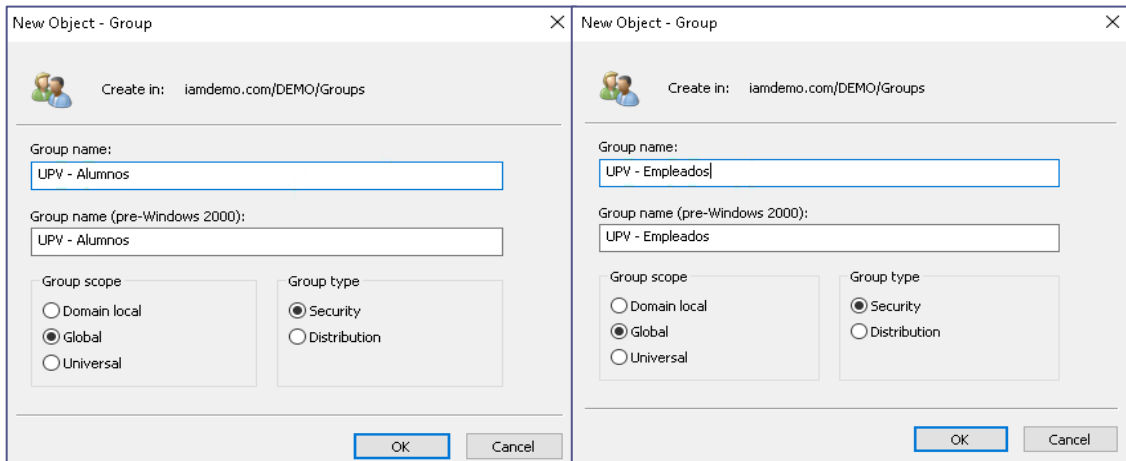 New Object - Group
Create in: iamdemo.com/DEMO/Groups
Group name:
UPV - Alumnos
Group name (pre-Windows 2000):
UPV - Alumnos
Group scope
Domain local
Global
Universal
Group type
Security
Distribution
OK
Cancel
New Object - Group
Create in: iamdemo.com/DEMO/Groups
Group name:
UPV - Empleados
Group name (pre-Windows 2000):
UPV - Empleados
Group scope
Domain local
Global
Universal
Group type
Security
Distribution
OK
Cancel